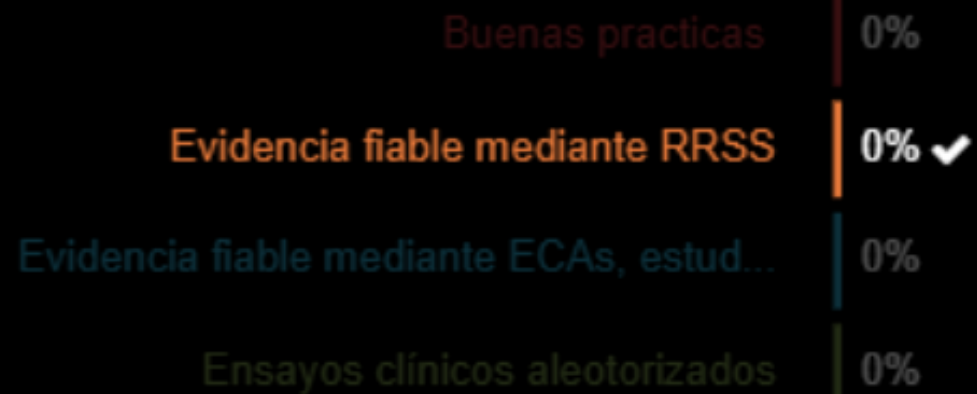 Buenas practicas 0%
Evidencia fiable mediante RRSS 0% ✔
Evidencia fiable mediante ECAs, estud... 0%
Ensayos clínicos aleotorizados 0%